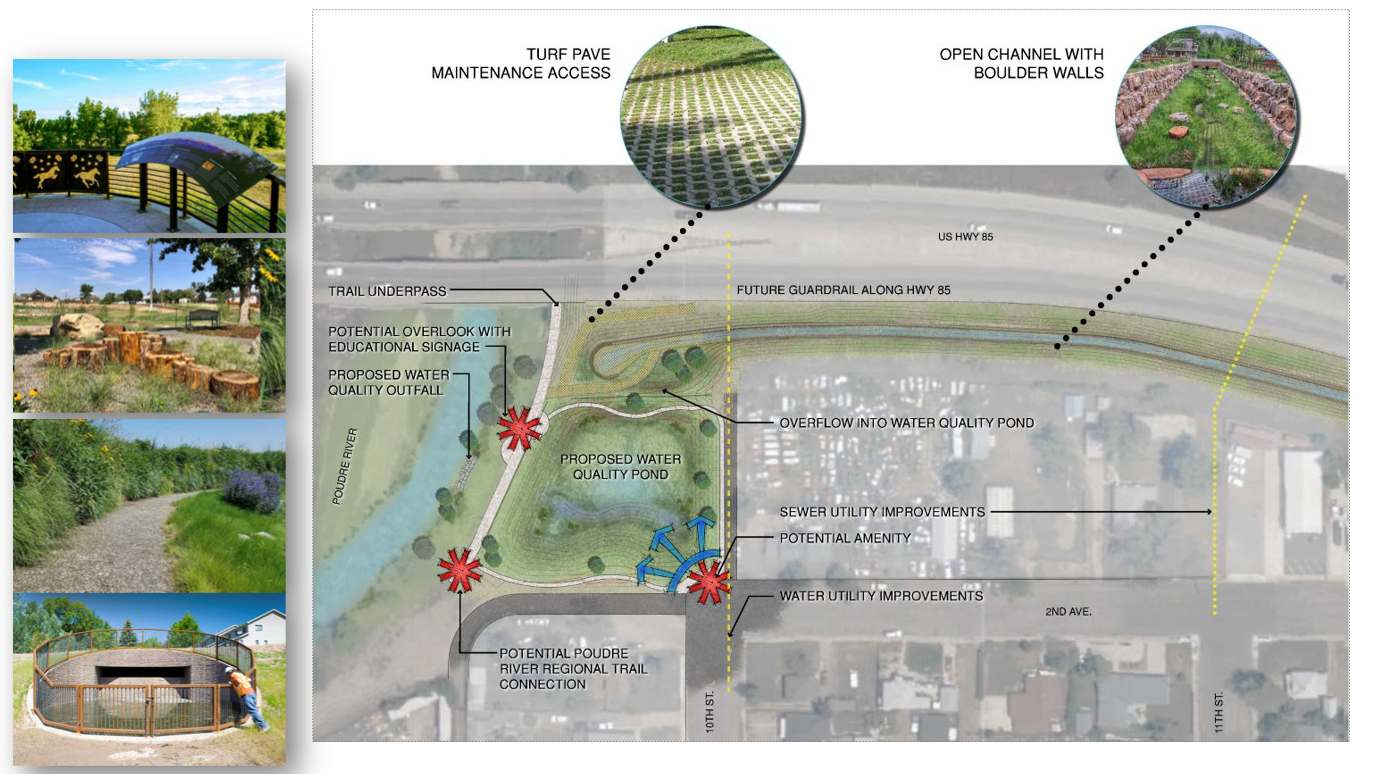 TURF PAVE
MAINTENANCE ACCESS
OPEN CHANNEL WITH
BOULDER WALLS
US HWY 85
TRAIL UNDERPASS
FUTURE GUARDRAIL ALONG HWY 85
POTENTIAL OVERLOOK WITH
EDUCATIONAL SIGNAGE
PROPOSED WATER
QUALITY OUTFALL
OVERFLOW INTO WATER QUALITY POND
POUDRE RIVER
PROPOSED WATER
QUALITY POND
SEWER UTILITY IMPROVEMENTS
POTENTIAL AMENITY
WATER UTILITY IMPROVEMENTS
2ND AVE.
POTENTIAL POUDRE
RIVER REGIONAL TRAIL
CONNECTION
10TH ST.
11TH ST.